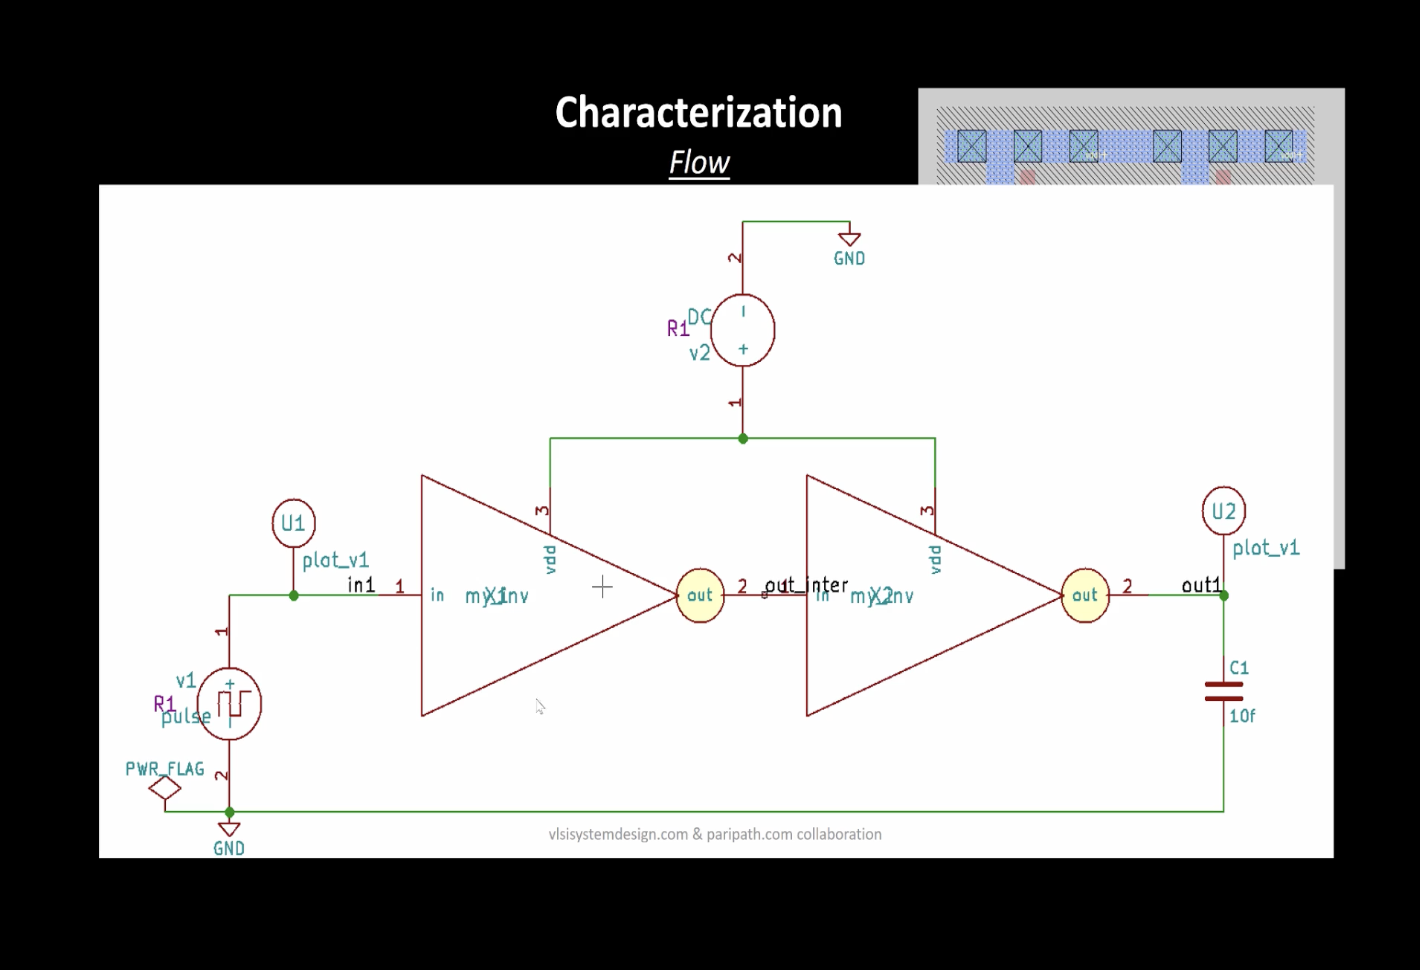 Characterization
Flow
GND
2
DC
R1
v2
1
3
3
U1
U2
plot_v1
plot_v1
vdd
vdd
in1
1
in
out
2
out_inter
1
in
out
2
out1
1
v1
R1
pulse
C1
10f
PWR_FLAG
2
vlsisystemdesign.com & paripath.com collaboration
GND